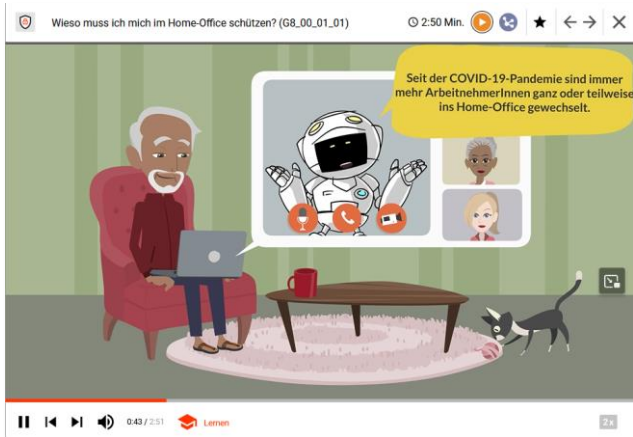 Wieso muss ich mich im Home-Office schützen? (G8_00_01_01)
2:50 Min.
Seit der COVID-19-Pandemie sind immer
mehr ArbeitnehmerInnen ganz oder teilweise
ins Home-Office gewechselt.
0:43 / 2:51
Lernen
2x